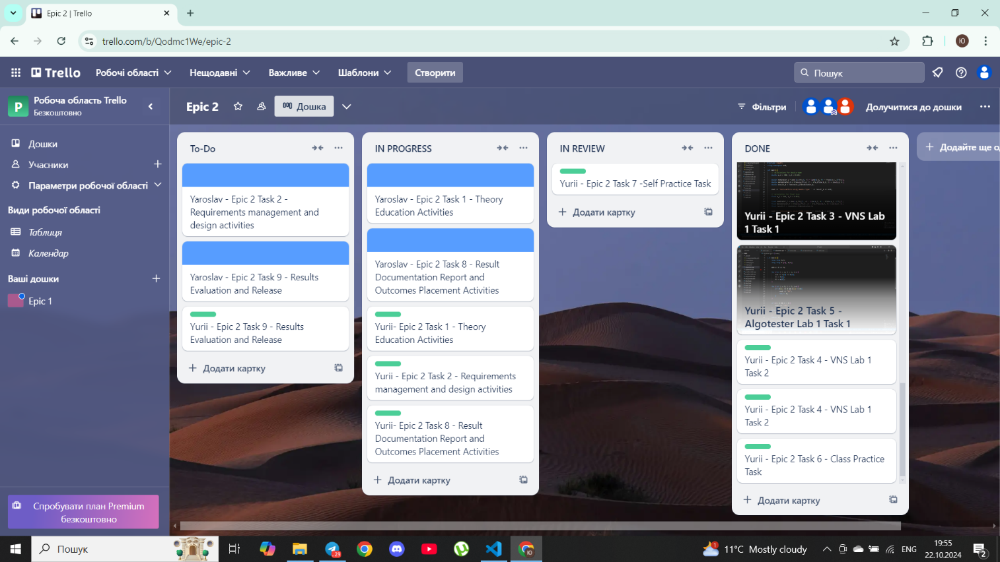 Epic 2 | Trello
trello.com/b/Qodmc1We/epic-2
Ю
Trello
Робочі області
Нещодавні
Важливе
Шаблони
Створити
Пошук
P
Робоча область Trello
Безкоштовно
Epic 2
Дошка
Фільтри
Долучитися до дошки
Дошки
Учасники
Параметри робочої області
Види робочої області
Таблиця
Календар
Ваші дошки
Epic 1
Спробувати план Premium
безкоштовно
To-Do
Yaroslav - Epic 2 Task 2 -
Requirements management and
design activities
Yaroslav - Epic 2 Task 9 - Results
Evaluation and Release
Yurii - Epic 2 Task 9 - Results
Evaluation and Release
Додати картку
IN PROGRESS
Yaroslav - Epic 2 Task 1 - Theory
Education Activities
Yaroslav - Epic 2 Task 8 - Result
Documentation Report and
Outcomes Placement Activities
Yurii- Epic 2 Task 1 - Theory
Education Activities
Yurii - Epic 2 Task 2 - Requirements
management and design activities
Yurii- Epic 2 Task 8 - Result
Documentation Report and
Outcomes Placement Activities
Додати картку
IN REVIEW
Yurii - Epic 2 Task 7 -Self Practice Task
Додати картку
DONE
Yurii - Epic 2 Task 3 - VNS Lab
1 Task 1
Yurii - Epic 2 Task 5 -
Algotester Lab 1 Task 1
Yurii - Epic 2 Task 4 - VNS Lab 1
Task 2
Yurii - Epic 2 Task 4 - VNS Lab 1
Task 2
Yurii - Epic 2 Task 6 - Class Practice
Task
Додати картку
Додайте ще о
Пошук
29
Ю
1
11°C Mostly cloudy
ENG
19:55
22.10.2024
2